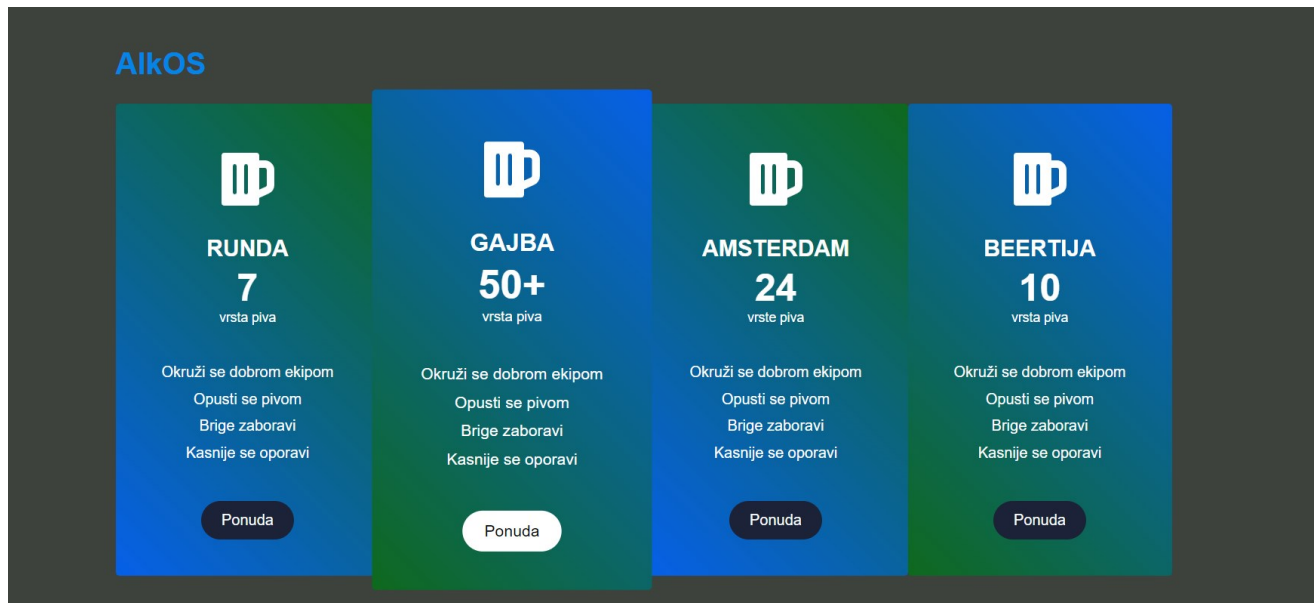 AlkOS
RUNDA
7
vrsta piva
Okruži se dobrom ekipom
Opusti se pivom
Brige zaboravi
Kasnije se oporavi
Ponuda
GAJBA
50+
vrsta piva
Okruži se dobrom ekipom
Opusti se pivom
Brige zaboravi
Kasnije se oporavi
Ponuda
AMSTERDAM
24
vrste piva
Okruži se dobrom ekipom
Opusti se pivom
Brige zaboravi
Kasnije se oporavi
Ponuda
BEERTIJA
10
vrsta piva
Okruži se dobrom ekipom
Opusti se pivom
Brige zaboravi
Kasnije se oporavi
Ponuda